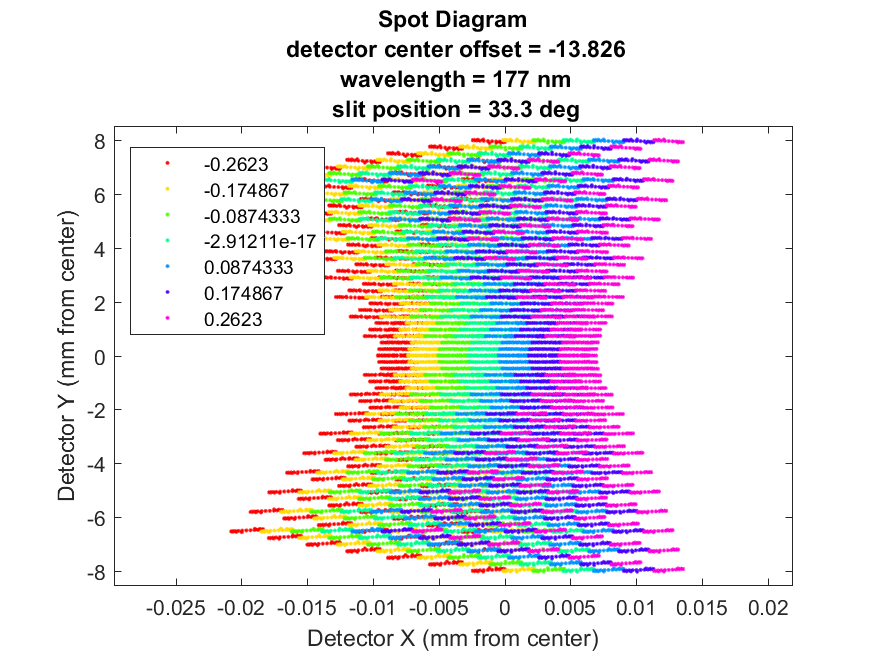 Spot Diagram
detector center offset = -13.826
wavelength = 177 nm
slit position = 33.3 deg
8
6
4
2
0
-2
-4
-6
-8
Detector Y (mm from center)
-0.2623
-0.174867
-0.0874333
-2.91211e-17
0.0874333
0.174867
0.2623
-0.025 -0.02 -0.015 -0.01 -0.005 0 0.005 0.01 0.015 0.02
Detector X (mm from center)